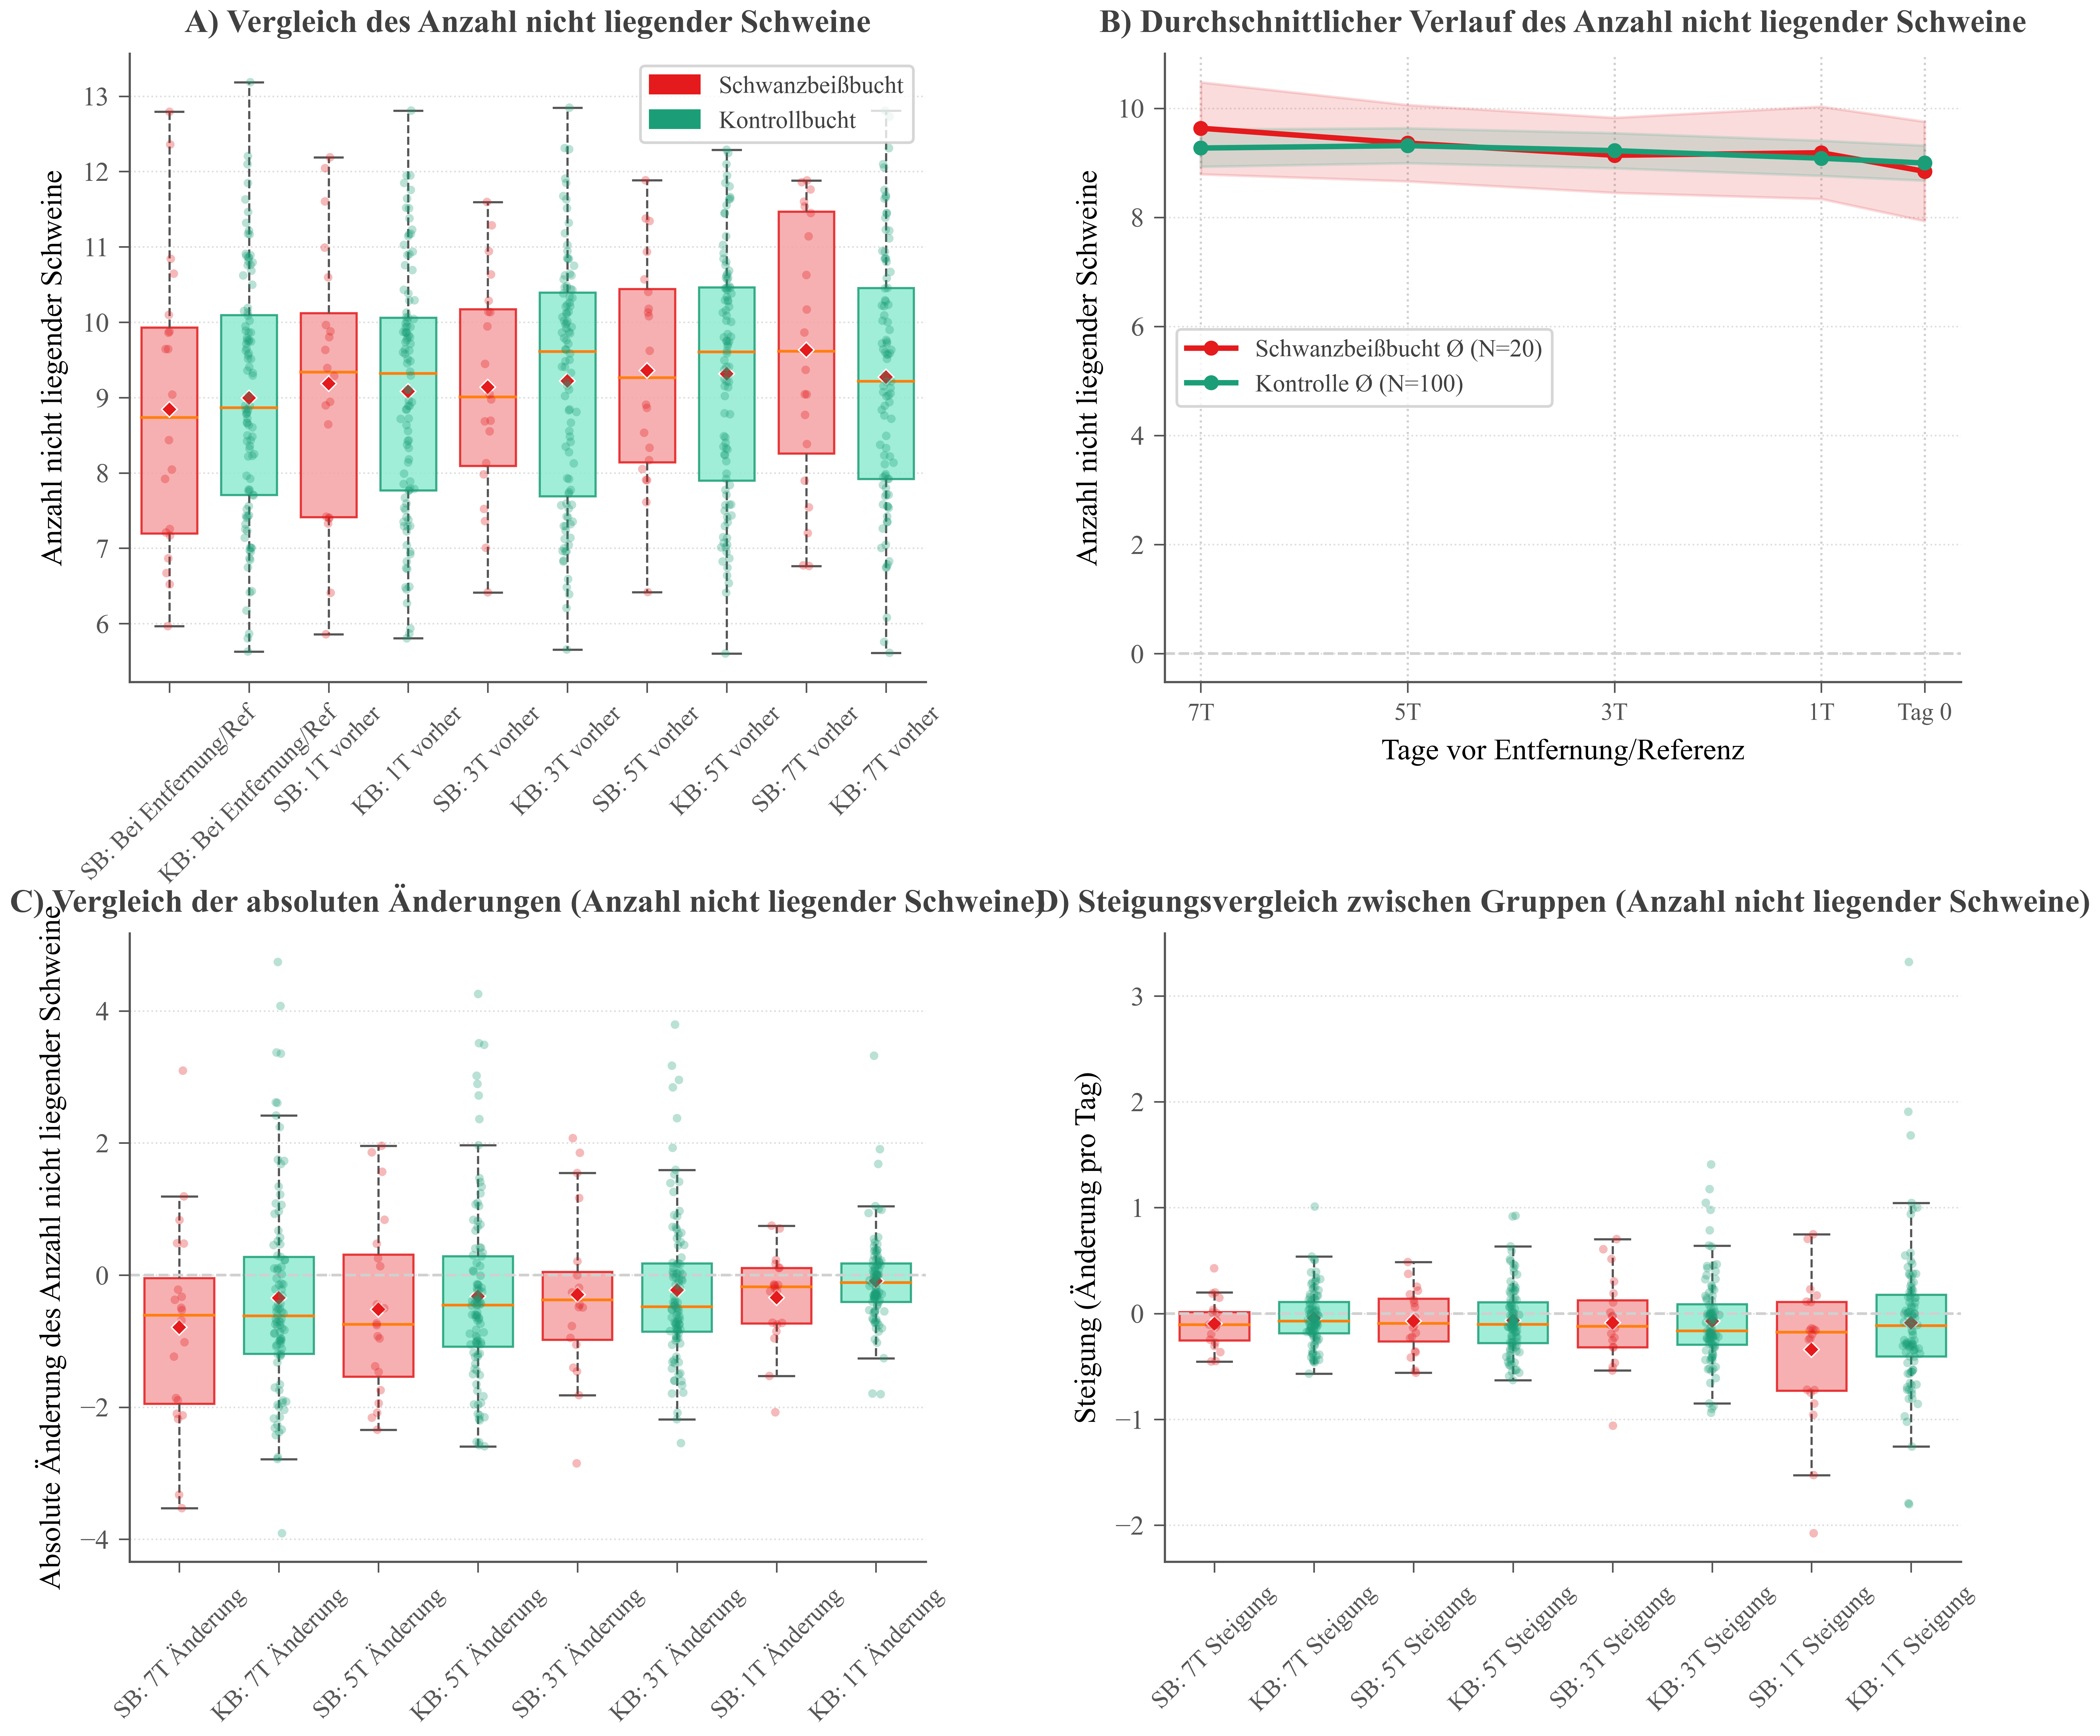 A) Vergleich des Anzahl nicht liegender Schweine
Anzahl nicht liegender Schweine
13
12
11
10
9
8
7
6
Schwanzbeißbucht
Kontrollbucht
SB: Bei Entfernung/Ref
KB: Bei Entfernung/Ref
SB: 1T vorher
KB: 1T vorher
SB: 3T vorher
KB: 3T vorher
SB: 5T vorher
KB: 5T vorher
SB: 7T vorher
KB: 7T vorher
B) Durchschnittlicher Verlauf des Anzahl nicht liegender Schweine
Anzahl nicht liegender Schweine
10
8
6
4
2
0
Schwanzbeißbucht Ø (N=20)
Kontrolle Ø (N=100)
7T
5T
3T
1T
Tag 0
Tage vor Entfernung/Referenz
C) Vergleich der absoluten Änderungen (Anzahl nicht liegender Schweine)
Absolute Änderung des Anzahl nicht liegender Schweine
4
2
0
−2
−4
SB: 7T Änderung
KB: 7T Änderung
SB: 5T Änderung
KB: 5T Änderung
SB: 3T Änderung
KB: 3T Änderung
SB: 1T Änderung
KB: 1T Änderung
D) Steigungsvergleich zwischen Gruppen (Anzahl nicht liegender Schweine)
Steigung (Änderung pro Tag)
3
2
1
0
−1
−2
SB: 7T Steigung
KB: 7T Steigung
SB: 5T Steigung
KB: 5T Steigung
SB: 3T Steigung
KB: 3T Steigung
SB: 1T Steigung
KB: 1T Steigung